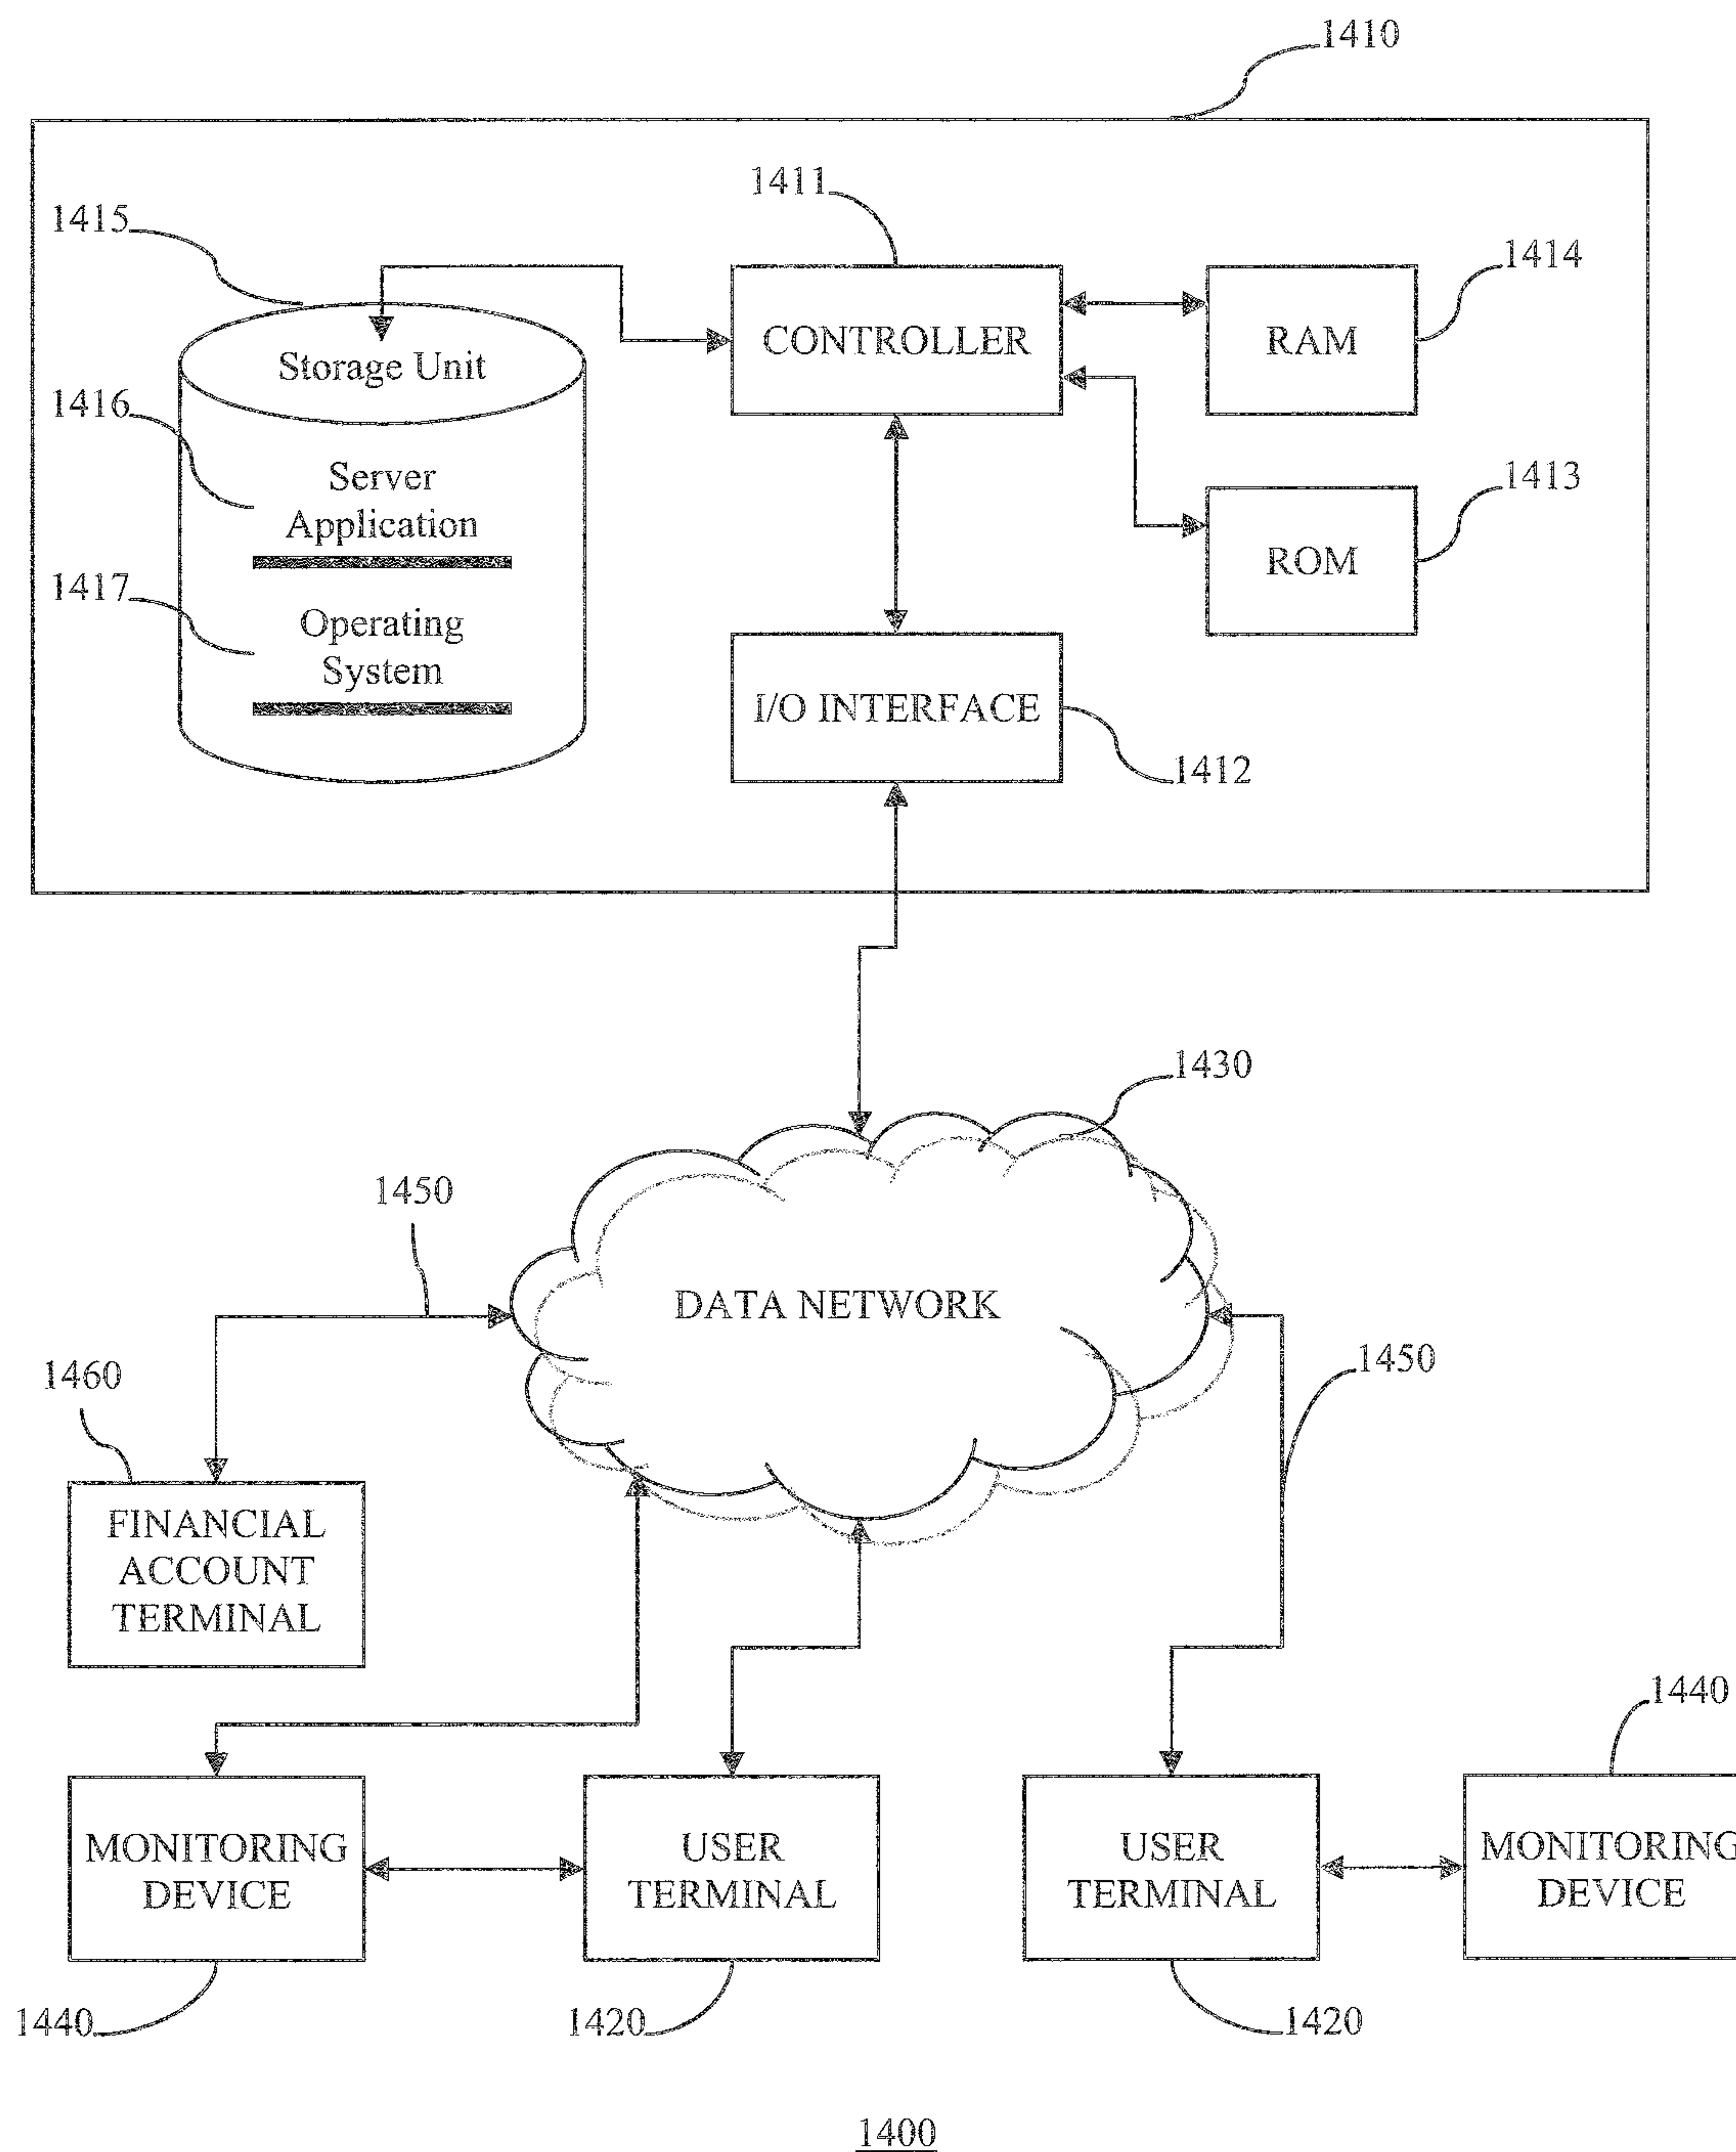 1410
1411
1415
1414
CONTROLLER
RAM
Storage Unit
1416
1413
Server
Application
ROM
1417
Operating
System
I/O INTERFACE
1412
1430
1450
DATA NETWORK
1450
1460
FINANCIAL
ACCOUNT
TERMINAL
1440
MONITORING
DEVICE
USER
TERMINAL
USER
TERMINAL
MONITORING
DEVICE
1440
1420
1420
1400